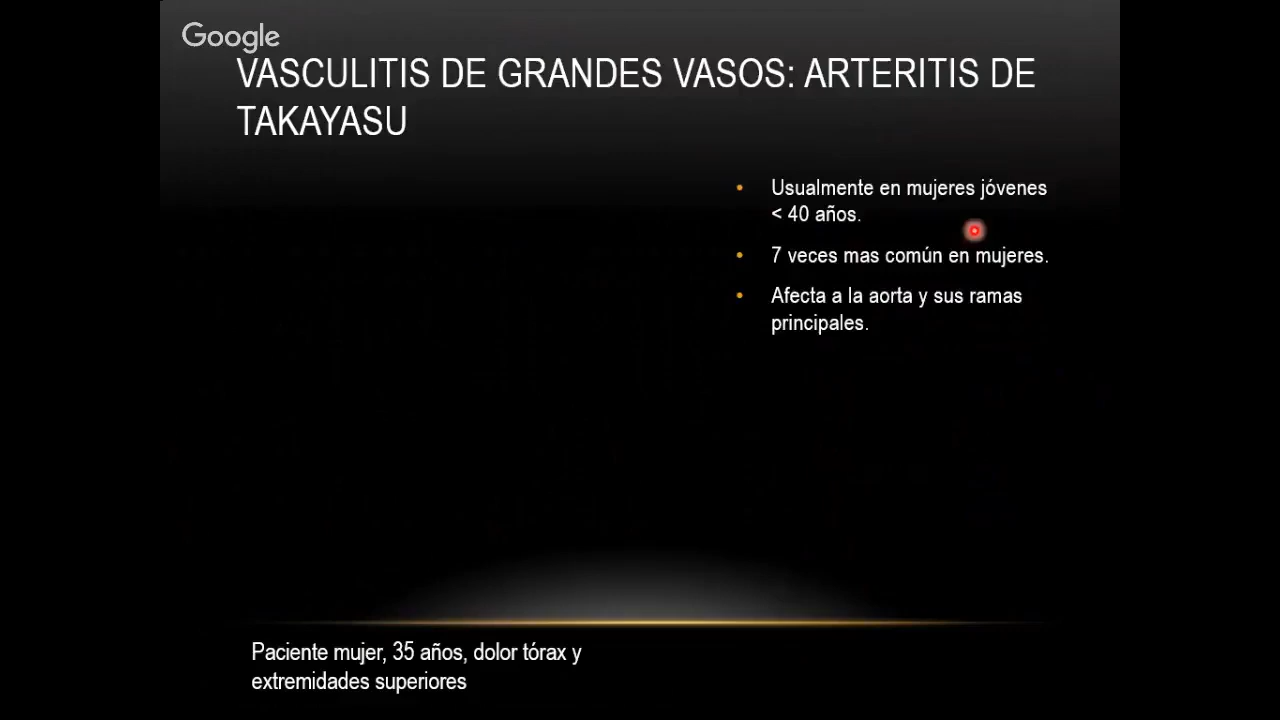 Google
VASCULITIS DE GRANDES VASOS: ARTERITIS DE
TAKAYASU
• Usualmente en mujeres jóvenes
< 40 años.
• 7 veces mas común en mujeres.
• Afecta a la aorta y sus ramas
principales.
Paciente mujer, 35 años, dolor tórax y
extremidades superiores